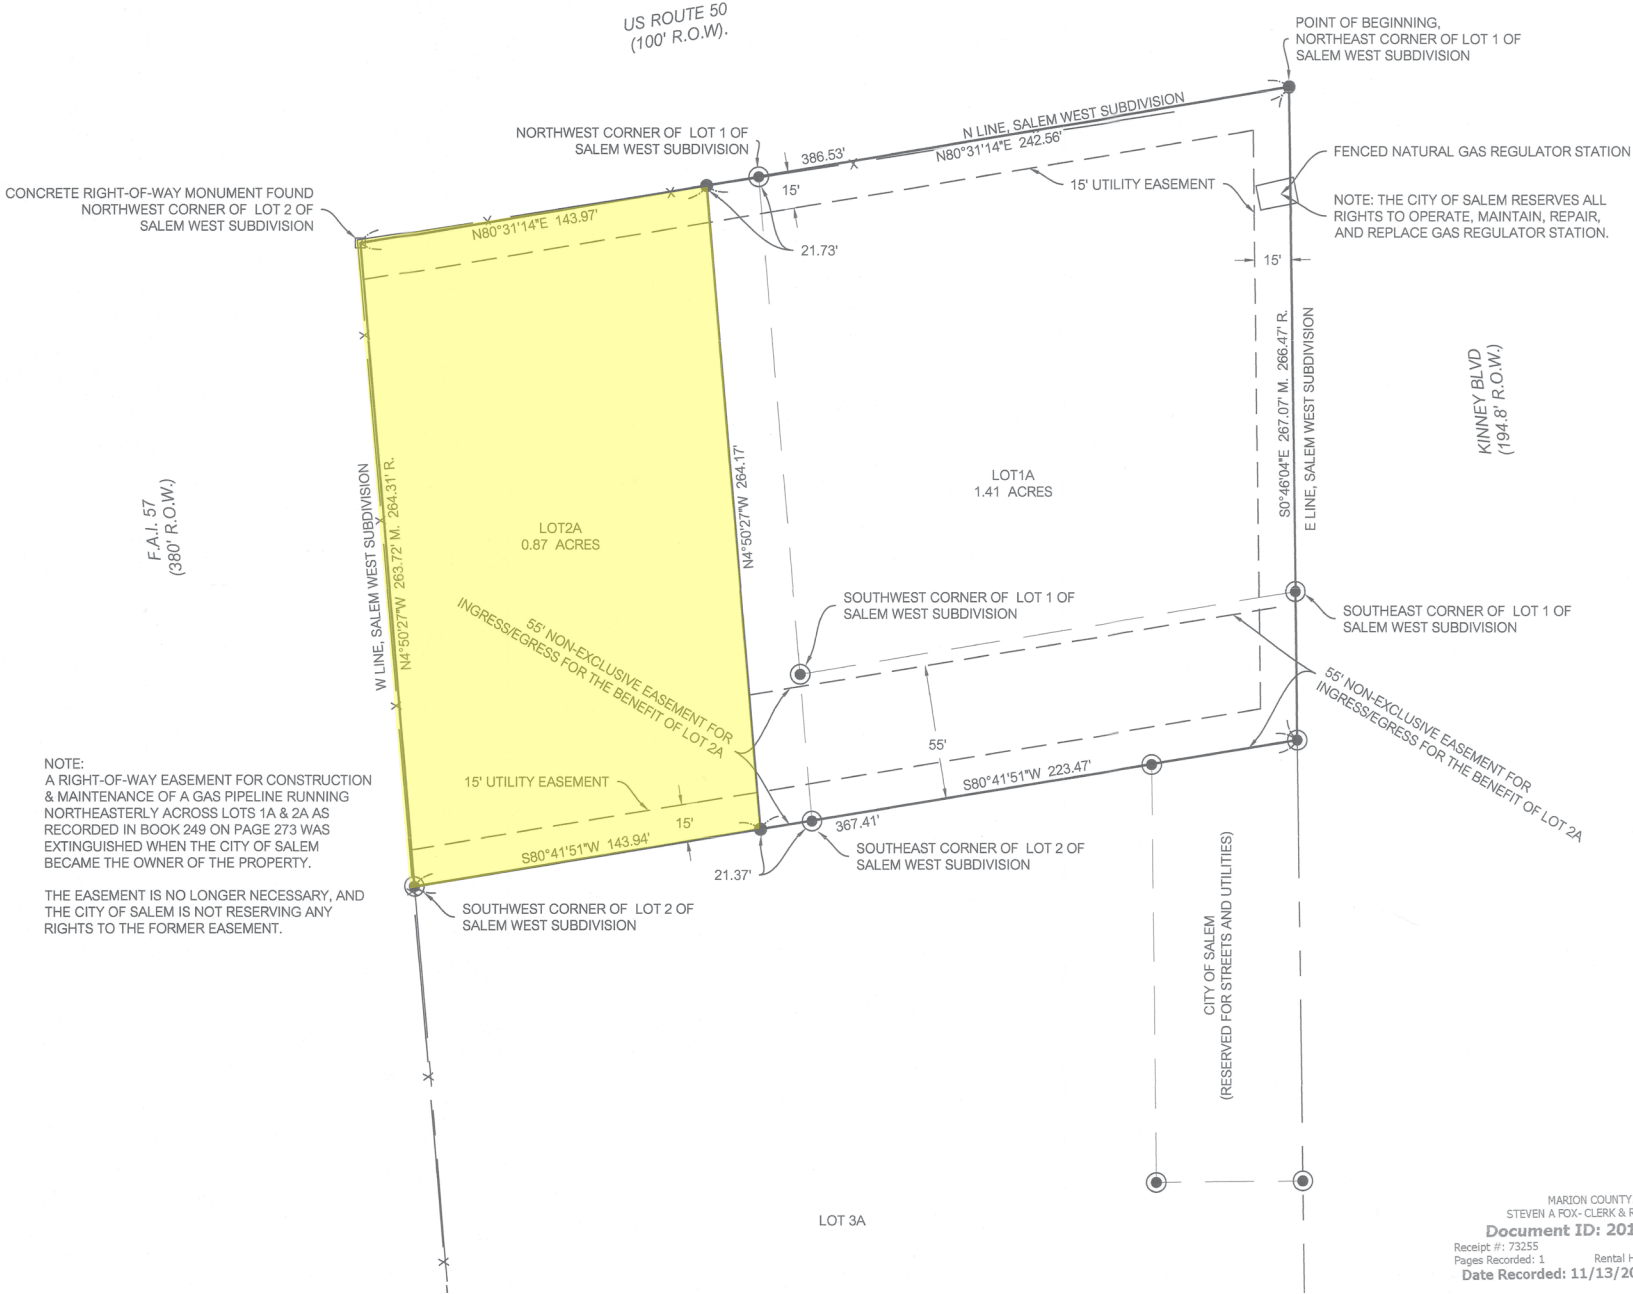 US ROUTE 50
(100' R.O.W).
POINT OF BEGINNING,
NORTHEAST CORNER OF LOT 1 OF
SALEM WEST SUBDIVISION
N LINE, SALEM WEST SUBDIVISION
N80°31'14"E 242.56'
386.53'
NORTHWEST CORNER OF LOT 1 OF
SALEM WEST SUBDIVISION
15'
15' UTILITY EASEMENT
FENCED NATURAL GAS REGULATOR STATION
NOTE: THE CITY OF SALEM RESERVES ALL
RIGHTS TO OPERATE, MAINTAIN, REPAIR,
AND REPLACE GAS REGULATOR STATION.
CONCRETE RIGHT-OF-WAY MONUMENT FOUND
NORTHWEST CORNER OF LOT 2 OF
SALEM WEST SUBDIVISION
N80°31'14"E 143.97'
21.73'
15'
S0°46'04"E 267.07' M. 266.47' R.
E LINE, SALEM WEST SUBDIVISION
KINNEY BLVD
(194.8' R.O.W.)
F.A.I. 57
(380' R.O.W.)
W LINE, SALEM WEST SUBDIVISION
N4°50'27"W 263.72' M. 264.31' R.
N4°50'27"W 264.17'
LOT1A
1.41 ACRES
LOT2A
0.87 ACRES
SOUTHWEST CORNER OF LOT 1 OF
SALEM WEST SUBDIVISION
SOUTHEAST CORNER OF LOT 1 OF
SALEM WEST SUBDIVISION
55' NON-EXCLUSIVE EASEMENT FOR
INGRESS/EGRESS FOR THE BENEFIT OF LOT 2A
55' NON-EXCLUSIVE EASEMENT FOR
INGRESS/EGRESS FOR THE BENEFIT OF LOT 2A
55'
15' UTILITY EASEMENT
15'
S80°41'51"W 223.47'
367.41'
S80°41'51"W 143.94'
21.37'
SOUTHEAST CORNER OF LOT 2 OF
SALEM WEST SUBDIVISION
SOUTHWEST CORNER OF LOT 2 OF
SALEM WEST SUBDIVISION
NOTE:
A RIGHT-OF-WAY EASEMENT FOR CONSTRUCTION
& MAINTENANCE OF A GAS PIPELINE RUNNING
NORTHEASTERLY ACROSS LOTS 1A & 2A AS
RECORDED IN BOOK 249 ON PAGE 273 WAS
EXTINGUISHED WHEN THE CITY OF SALEM
BECAME THE OWNER OF THE PROPERTY.
THE EASEMENT IS NO LONGER NECESSARY, AND
THE CITY OF SALEM IS NOT RESERVING ANY
RIGHTS TO THE FORMER EASEMENT.
CITY OF SALEM
(RESERVED FOR STREETS AND UTILITIES)
LOT 3A
MARION COUNTY
STEVEN A FOX- CLERK & R
Document ID: 201
Receipt #: 73255
Pages Recorded: 1 Rental H
Date Recorded: 11/13/20